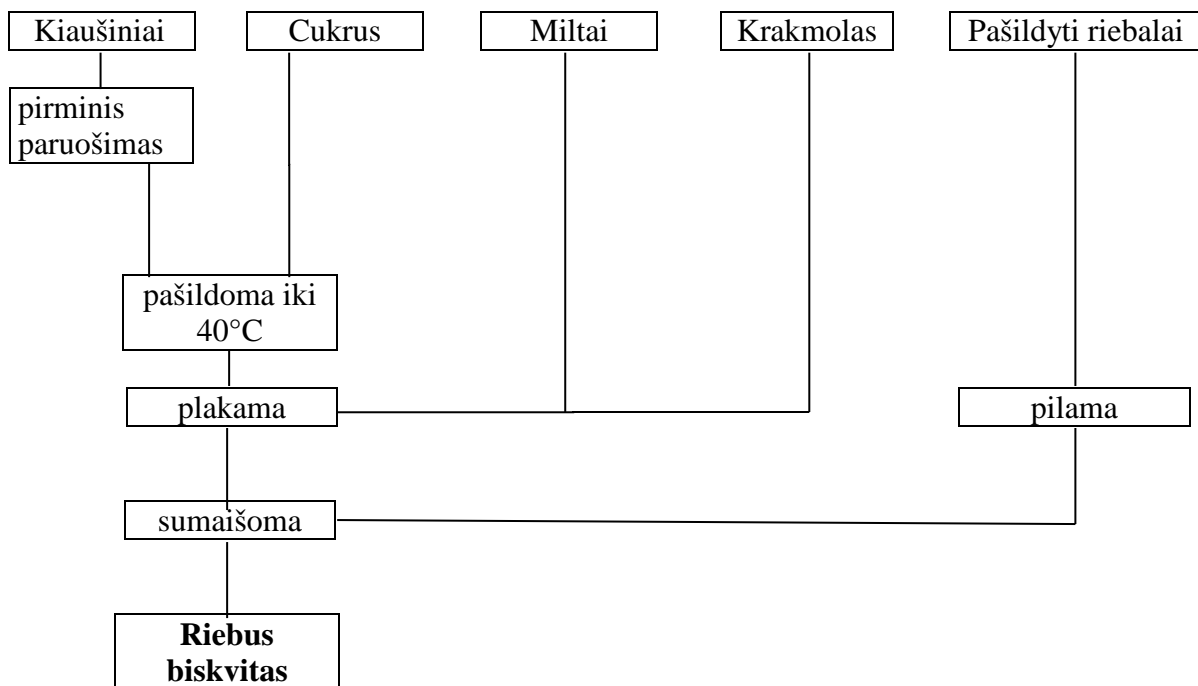 Kiaušiniai
Cukrus
Miltai
Krakmolas
Pašildyti riebalai
pirminis
paruošimas
pašildoma iki
40°C
plakama
pilama
sumaišoma
Riebus
biskvitas